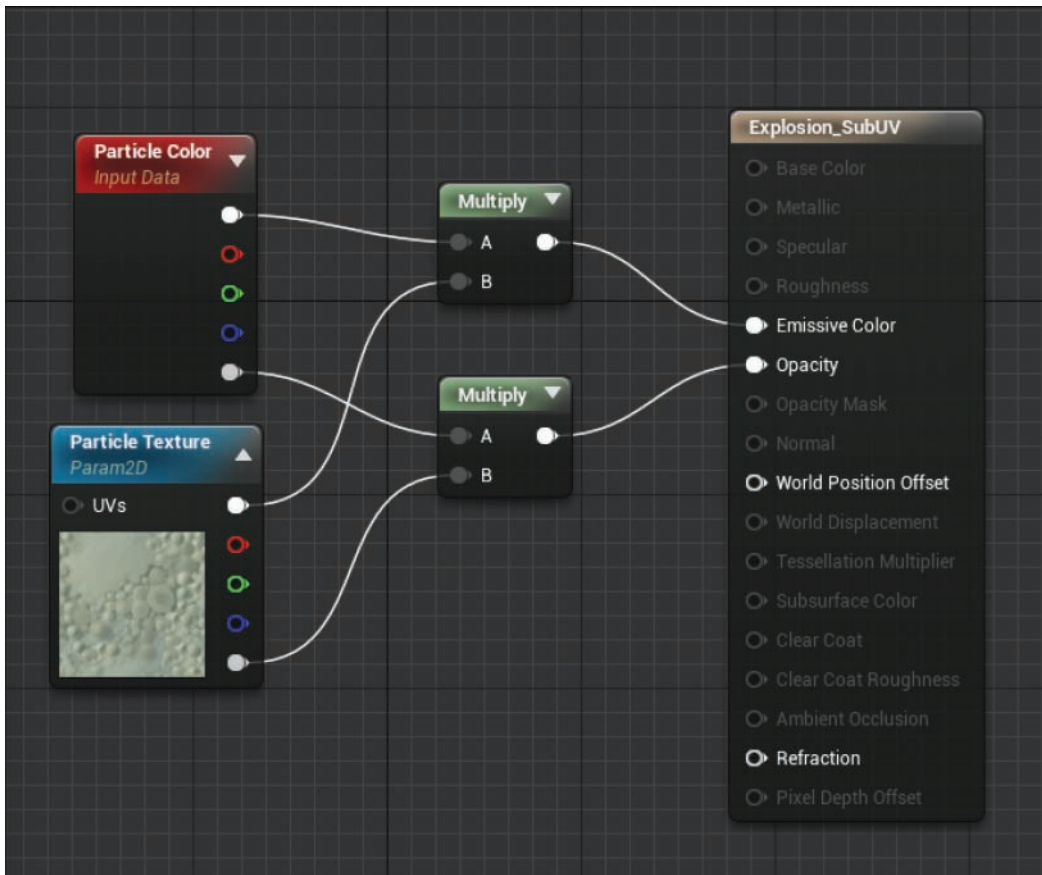 Particle Color
Input Data
Particle Texture
Param2D
UVs
Multiply
A
B
Multiply
A
B
Explosion_SubUV
Base Color
Metallic
Specular
Roughness
Emissive Color
Opacity
Opacity Mask
Normal
World Position Offset
World Displacement
Tessellation Multiplier
Subsurface Color
Clear Coat
Clear Coat Roughness
Ambient Occlusion
Refraction
Pixel Depth Offset